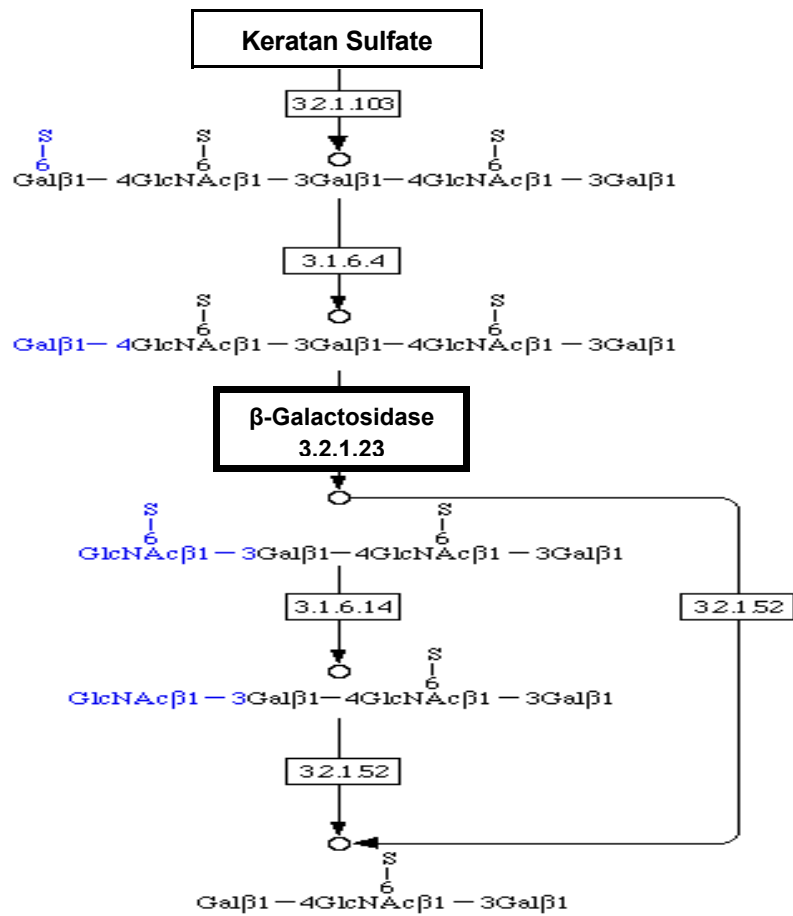 Keratan Sulfate
3.2.1.103
S S S
6 6 6
Galβ1— 4GlcNAcβ1—3Galβ1—4GlcNAcβ1—3Galβ1
3.1.6.4
S S
6 6
Galβ1— 4GlcNAcβ1—3Galβ1—4GlcNAcβ1—3Galβ1
β-Galactosidase
3.2.1.23
S S
6 6
GlcNAcβ1—3Galβ1—4GlcNAcβ1—3Galβ1
3.1.6.14 3.2.1.52
S
6
GlcNAcβ1—3Galβ1—4GlcNAcβ1—3Galβ1
3.2.1.52
S
6
Galβ1—4GlcNAcβ1—3Galβ1